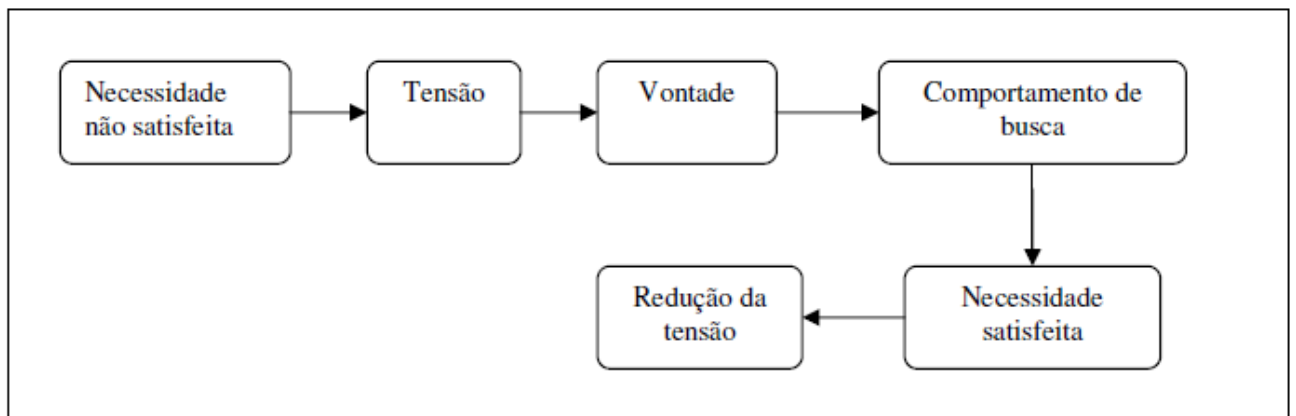 Necessidade
não satisfeita
Tensão
Vontade
Comportamento de
busca
Necessidade
satisfeita
Redução da
tensão